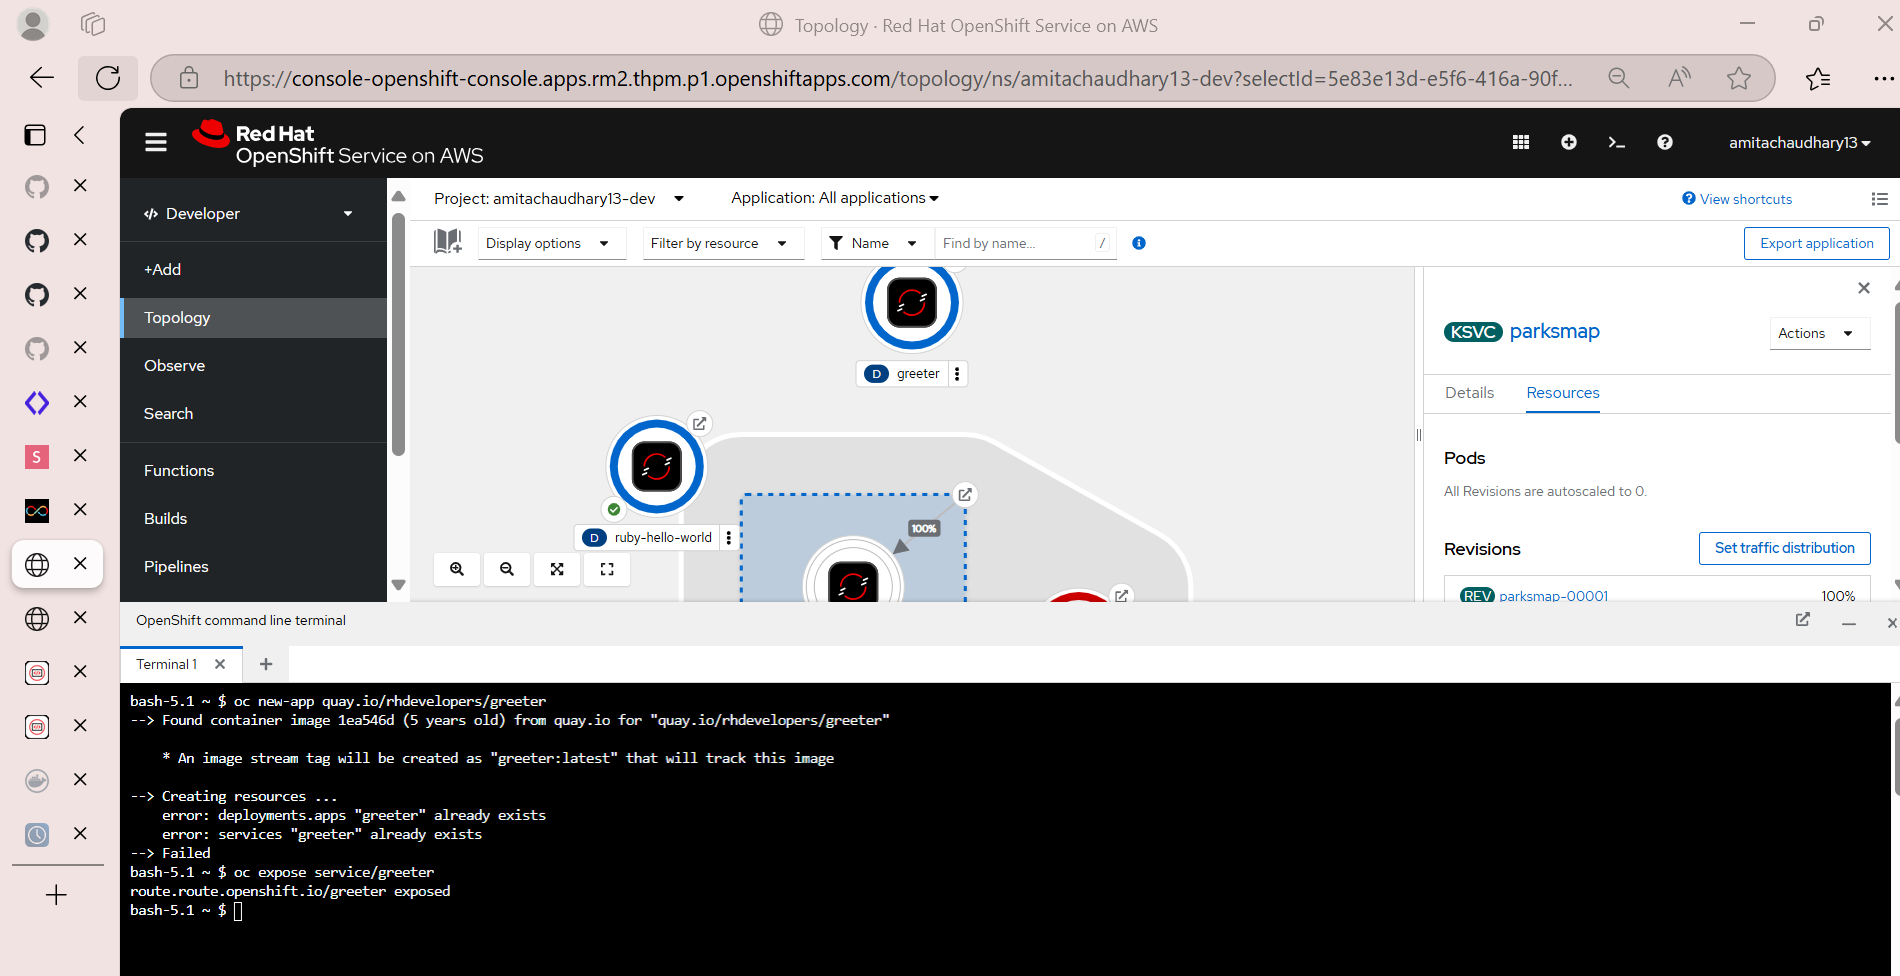 Topology · Red Hat OpenShift Service on AWS
https://console-openshift-console.apps.rm2.thpm.p1.openshiftapps.com/topology/ns/amitachaudhary13-dev?selectId=5e83e13d-e5f6-416a-90f...
Red Hat
OpenShift Service on AWS
amitachaudhary13
Developer
+Add
Topology
Observe
Search
Functions
Builds
Pipelines
Project: amitachaudhary13-dev
Application: All applications
View shortcuts
Display options
Filter by resource
Name
Find by name...
/
Export application
D greeter
D ruby-hello-world
100%
KSVC parksmap
Actions
Details
Resources
Pods
All Revisions are autoscaled to 0.
Revisions
Set traffic distribution
REV parksmap-00001
100%
S
OpenShift command line terminal
Terminal 1
bash-5.1 ~ $ oc new-app quay.io/rhdevelopers/greeter
--> Found container image 1ea546d (5 years old) from quay.io for "quay.io/rhdevelopers/greeter"
* An image stream tag will be created as "greeter:latest" that will track this image
--> Creating resources ...
error: deployments.apps "greeter" already exists
error: services "greeter" already exists
--> Failed
bash-5.1 ~ $ oc expose service/greeter
route.route.openshift.io/greeter exposed
bash-5.1 ~ $